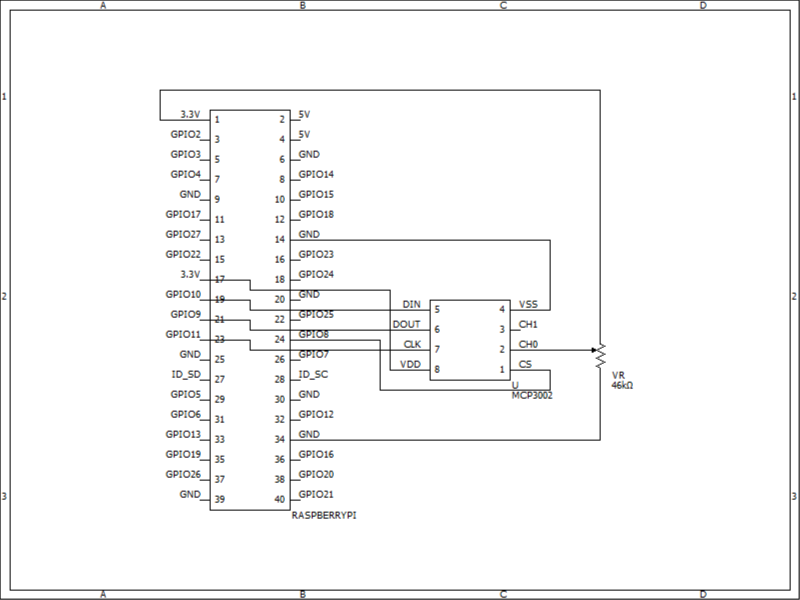 A B C D
1 1
3.3V 1 2 5V
GPIO2 3 4 5V
GPIO3 5 6 GND
GPIO4 7 8 GPIO14
GND 9 10 GPIO15
GPIO17 11 12 GPIO18
GPIO27 13 14 GND
GPIO22 15 16 GPIO23
3.3V 17 18 GPIO24
2 2
GPIO10 19 20 GND
GPIO9 21 22 GPIO25
GPIO11 23 24 GPIO8
GND 25 26 GPIO7
ID_SD 27 28 ID_SC
GPIO5 29 30 GND
GPIO6 31 32 GPIO12
GPIO13 33 34 GND
GPIO19 35 36 GPIO16
GPIO26 37 38 GPIO20
GND 39 40 GPIO21
RASPBERRYPI
DIN 5 4 VSS
DOUT 6 3 CH1
CLK 7 2 CH0
VDD 8 1 CS
U
MCP3002
VR
46kΩ
3 3
A B C D